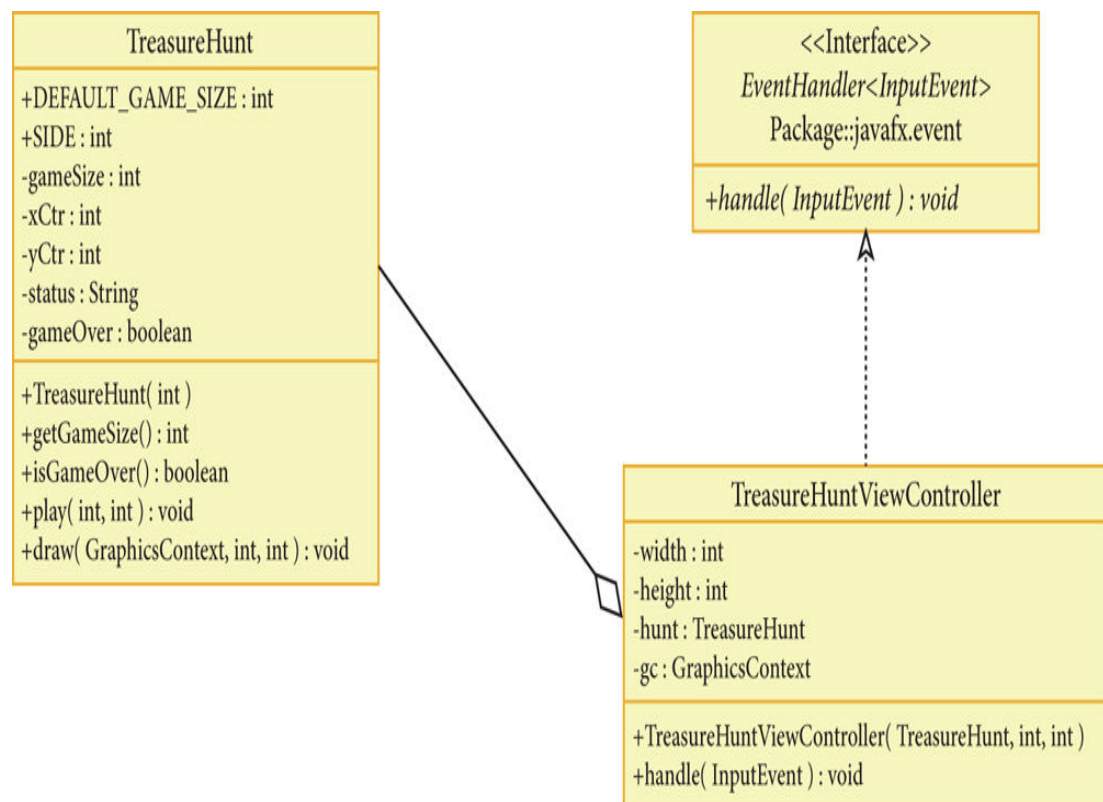 TreasureHunt
+DEFAULT_GAME_SIZE : int
+SIDE : int
-gameSize : int
-xCtr : int
-yCtr : int
-status : String
-gameOver : boolean
+TreasureHunt( int )
+getGameSize() : int
+isGameOver() : boolean
+play( int, int ) : void
+draw( GraphicsContext, int, int ) : void
<<Interface>>
EventHandler<InputEvent>
Package::javafx.event
+handle( InputEvent ) : void
TreasureHuntViewController
-width : int
-height : int
-hunt : TreasureHunt
-gc : GraphicsContext
+TreasureHuntViewController( TreasureHunt, int, int )
+handle( InputEvent ) : void